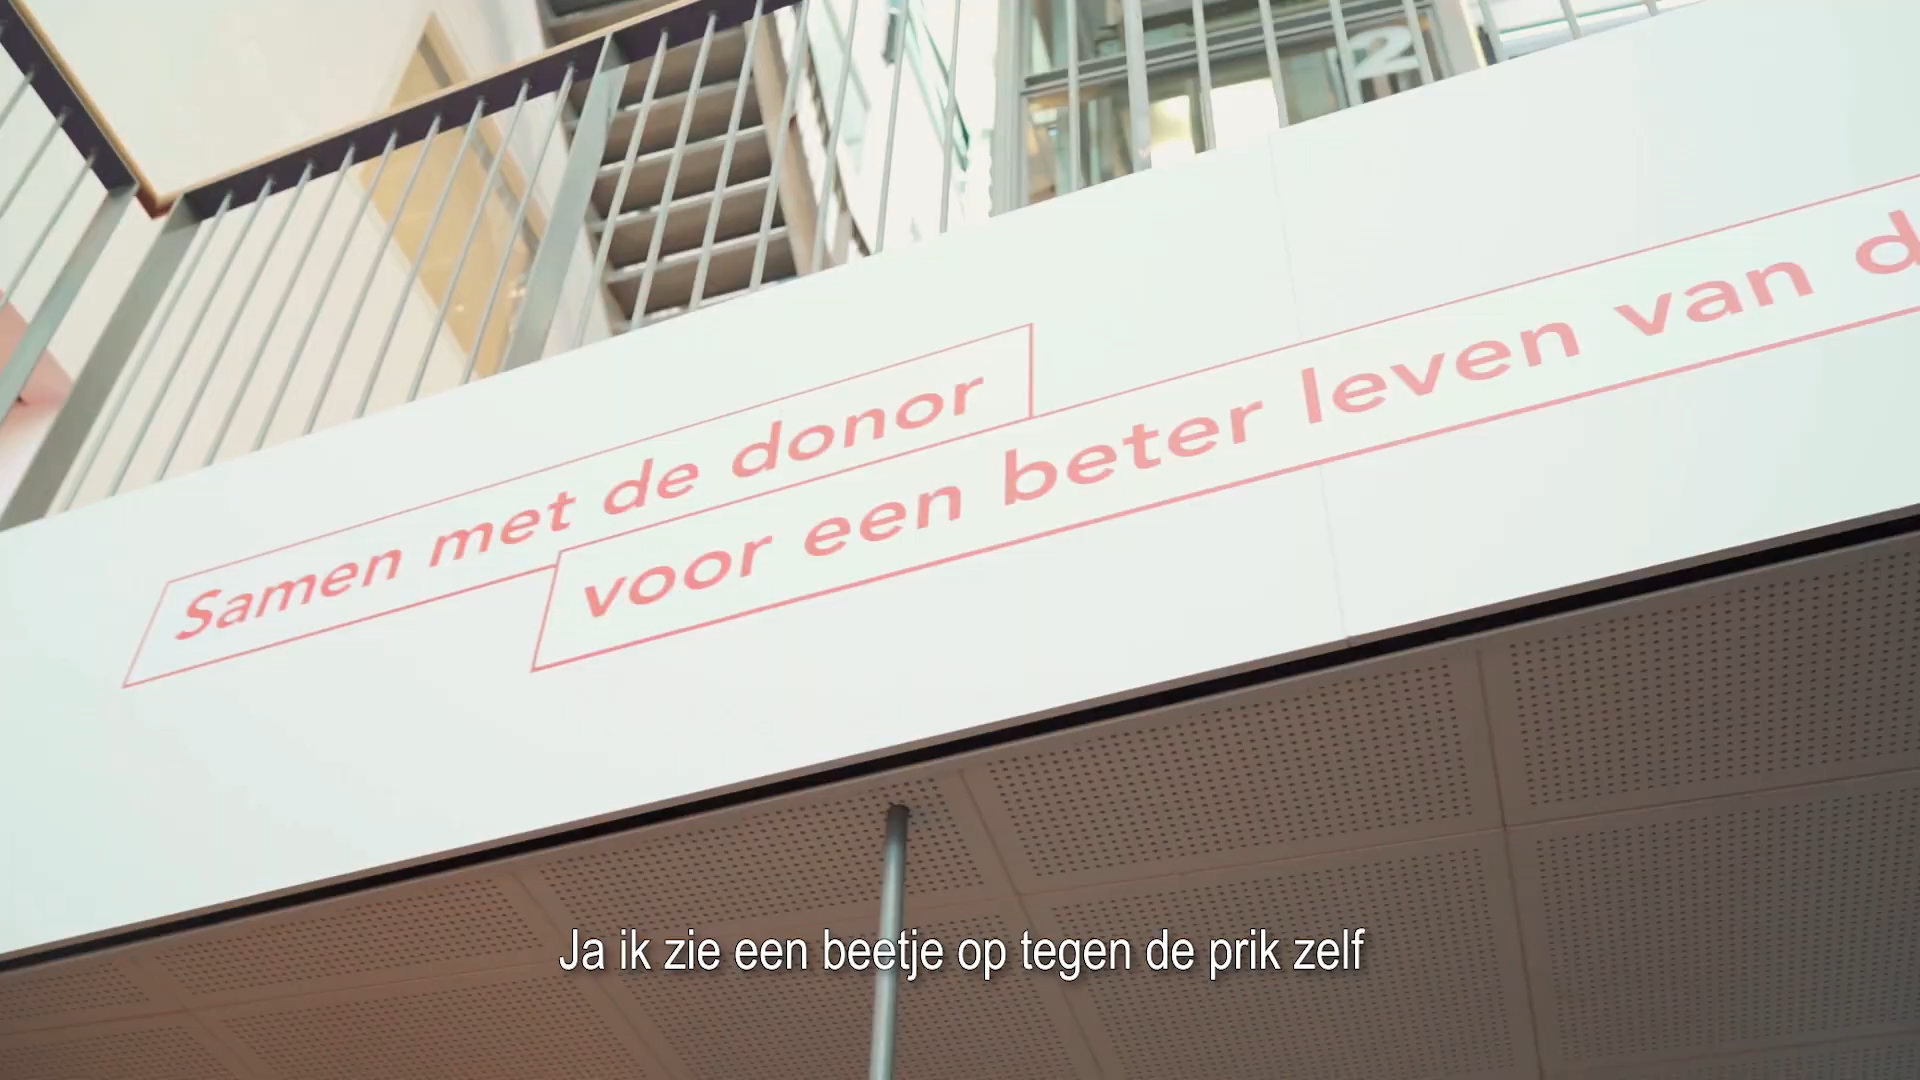 2
Samen met de donor
voor een beter leven van d
Ja ik zie een beetje op tegen de prik zelf